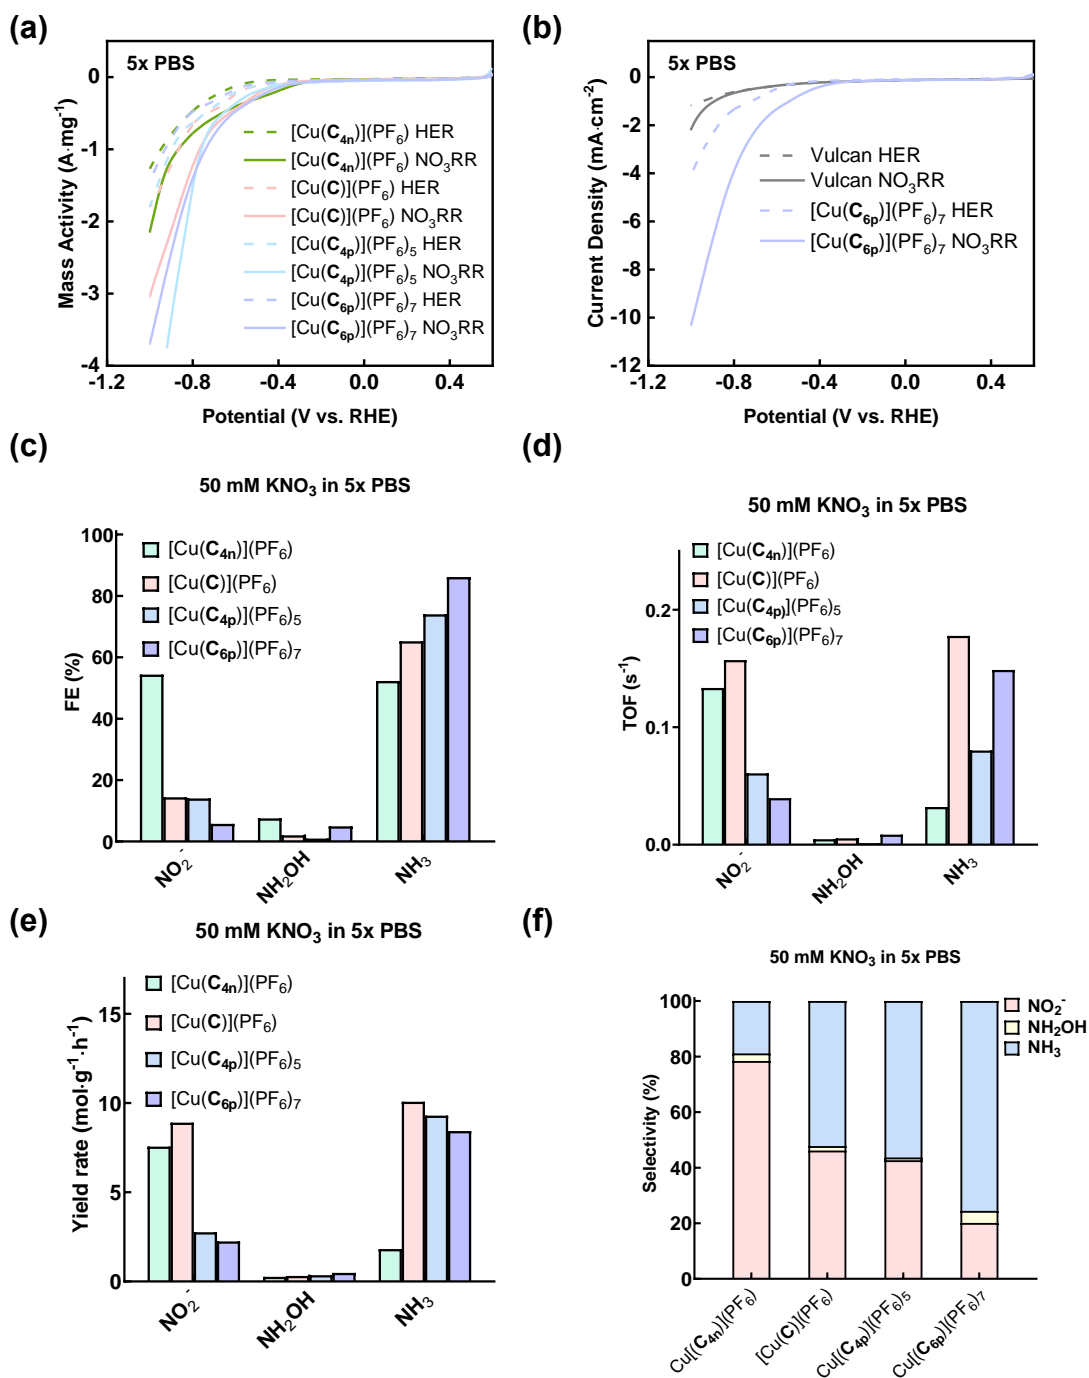 (a)
5x PBS
0
-1
-2
-3
-4
Mass Activity (A·mg⁻¹)
-1.2
-0.8
-0.4
0.0
0.4
Potential (V vs. RHE)
[Cu(C₄ₙ)](PF₆) HER
[Cu(C₄ₙ)](PF₆) NO₃RR
[Cu(C)](PF₆) HER
[Cu(C)](PF₆) NO₃RR
[Cu(C₄ₚ)](PF₆)₅ HER
[Cu(C₄ₚ)](PF₆)₅ NO₃RR
[Cu(C₆ₚ)](PF₆)₇ HER
[Cu(C₆ₚ)](PF₆)₇ NO₃RR
(b)
5x PBS
0
-2
-4
-6
-8
-10
-12
Current Density (mA·cm⁻²)
-1.2
-0.8
-0.4
0.0
0.4
Potential (V vs. RHE)
Vulcan HER
Vulcan NO₃RR
[Cu(C₆ₚ)](PF₆)₇ HER
[Cu(C₆ₚ)](PF₆)₇ NO₃RR
(c)
50 mM KNO₃ in 5x PBS
100
80
60
40
20
0
FE (%)
[Cu(C₄ₙ)](PF₆)
[Cu(C)](PF₆)
[Cu(C₄ₚ)](PF₆)₅
[Cu(C₆ₚ)](PF₆)₇
NO₂⁻
NH₂OH
NH₃
(d)
50 mM KNO₃ in 5x PBS
0.2
0.1
0.0
TOF (s⁻¹)
[Cu(C₄ₙ)](PF₆)
[Cu(C)](PF₆)
[Cu(C₄ₚ)](PF₆)₅
[Cu(C₆ₚ)](PF₆)₇
NO₂⁻
NH₂OH
NH₃
(e)
50 mM KNO₃ in 5x PBS
15
10
5
0
Yield rate (mol·g⁻¹·h⁻¹)
[Cu(C₄ₙ)](PF₆)
[Cu(C)](PF₆)
[Cu(C₄ₚ)](PF₆)₅
[Cu(C₆ₚ)](PF₆)₇
NO₂⁻
NH₂OH
NH₃
(f)
50 mM KNO₃ in 5x PBS
100
80
60
40
20
0
Selectivity (%)
NO₂⁻
NH₂OH
NH₃
Cu[(C₄ₙ)](PF₆)
[Cu(C)](PF₆)
Cu[(C₄ₚ)](PF₆)₅
Cu[(C₆ₚ)](PF₆)₇